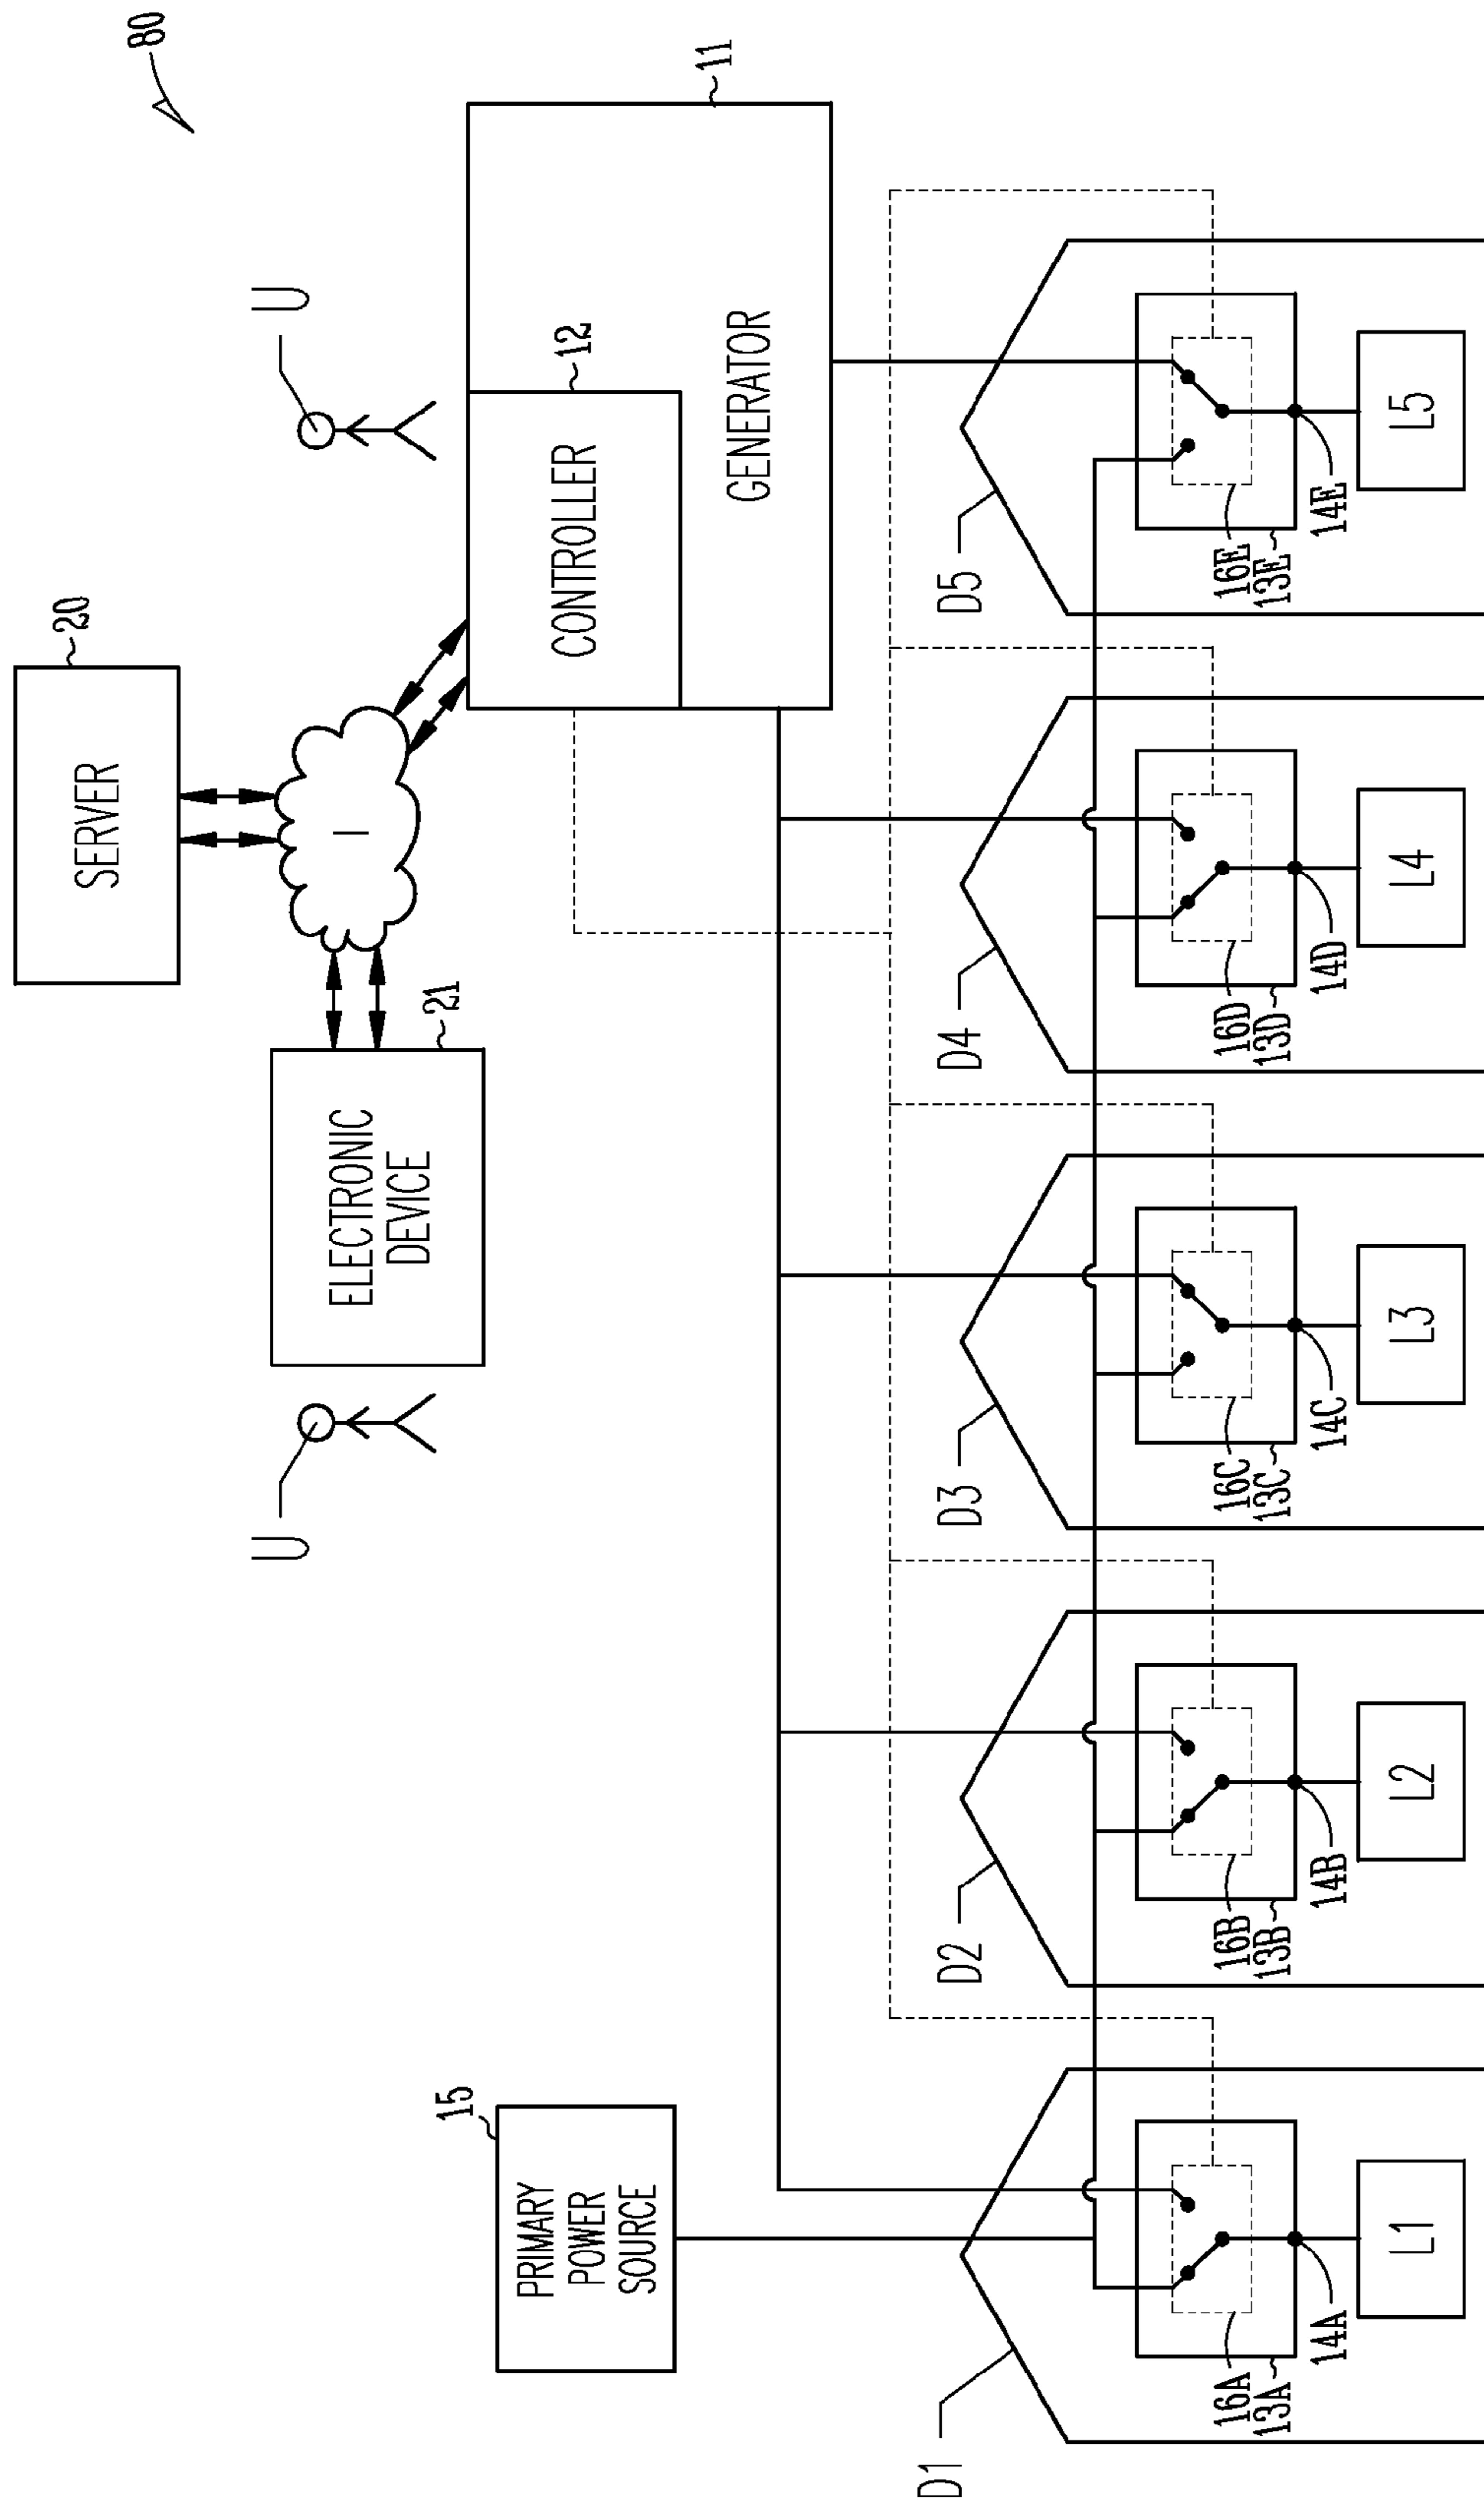 80
SERVER
20
U
U
I
ELECTRONIC
DEVICE
21
CONTROLLER
12
GENERATOR
11
PRIMARY
POWER
SOURCE
15
D1
D2
D3
D4
D5
16A
13A
14A
L1
16B
13B
14B
L2
16C
13C
14C
L3
16D
13D
14D
L4
16E
13E
14E
L5